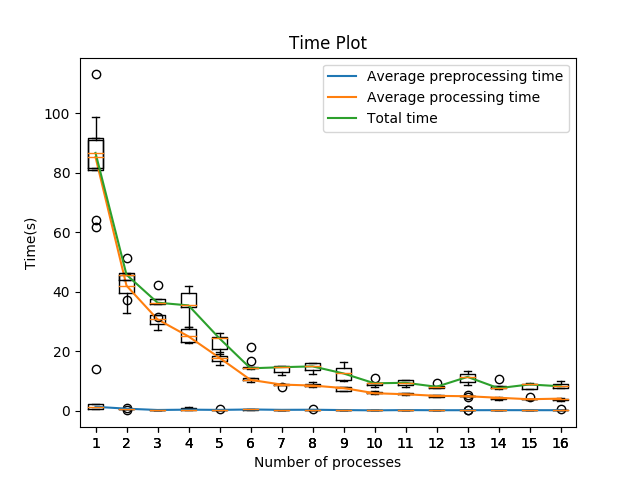 Time Plot
Average preprocessing time
Average processing time
Total time
Time(s)
100
80
60
40
20
0
1 2 3 4 5 6 7 8 9 10 11 12 13 14 15 16
Number of processes